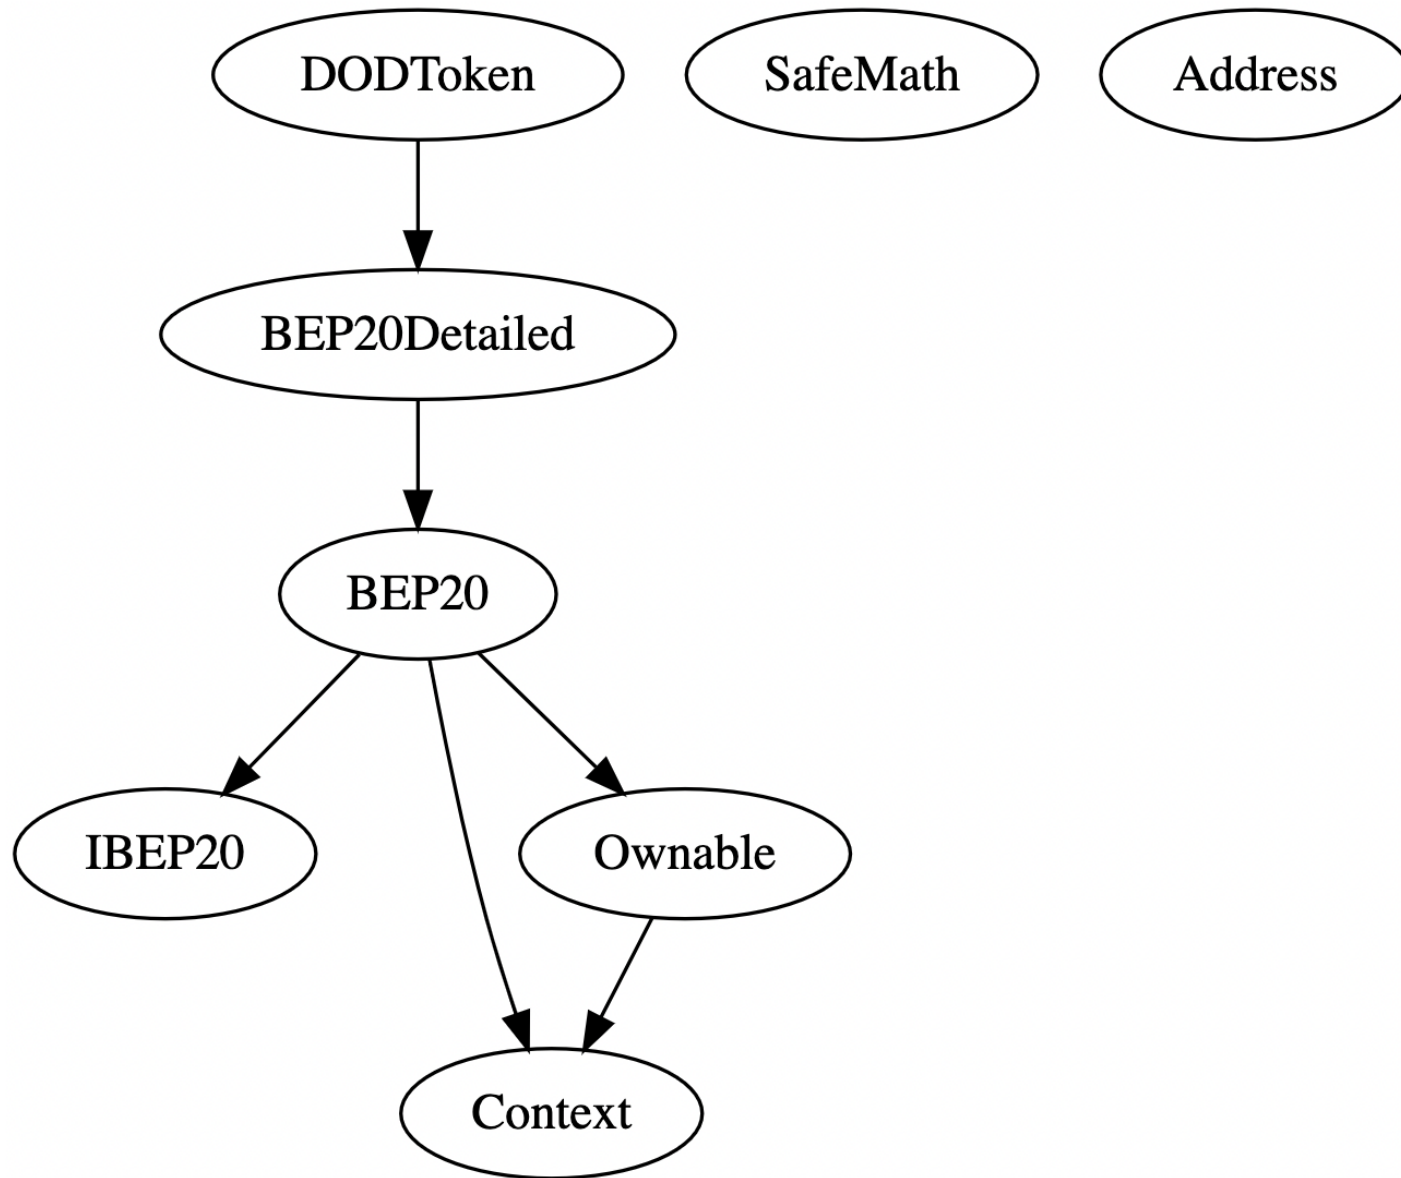 DODToken
SafeMath
Address
BEP20Detailed
BEP20
IBEP20
Ownable
Context